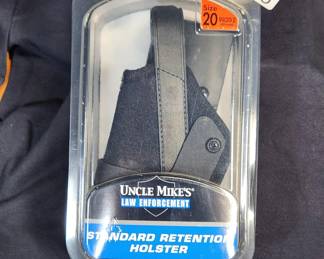 Size
20
UNCLE MIKE'S®
LAW ENFORCEMENT
STANDARD RETENTION
HOLSTER